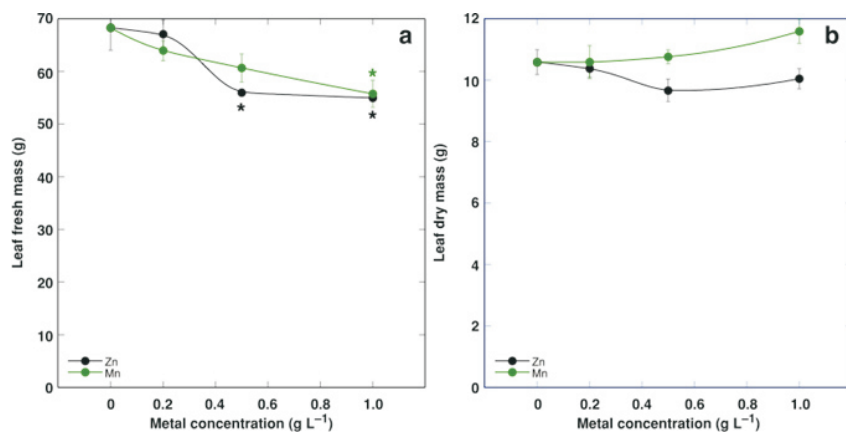 a
70
60
50
40
30
20
10
0
Leaf fresh mass (g)
*
*
*
Zn
Mn
0 0.2 0.4 0.6 0.8 1.0
Metal concentration (g L⁻¹)
b
12
10
8
6
4
2
0
Leaf dry mass (g)
Zn
Mn
0 0.2 0.4 0.6 0.8 1.0
Metal concentration (g L⁻¹)